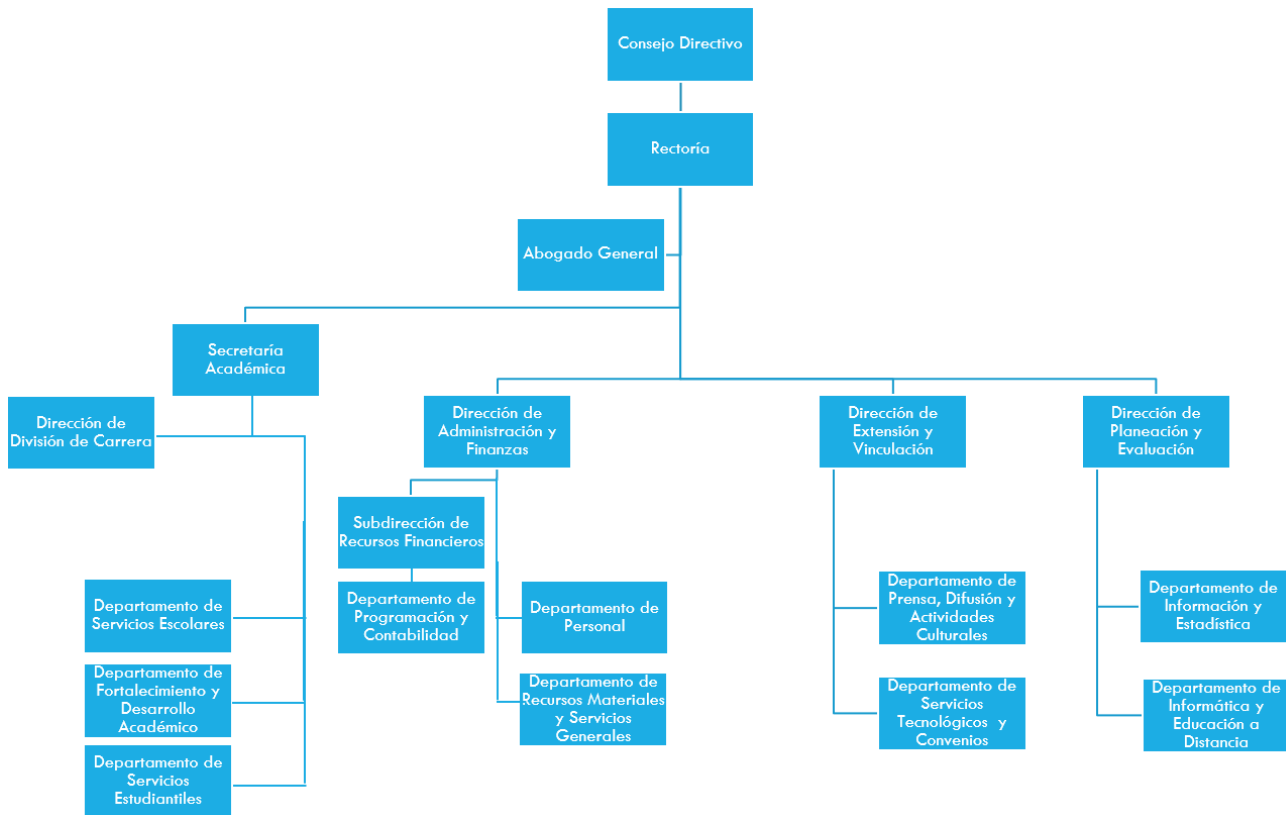 Consejo Directivo
Rectoría
Abogado General
Secretaría
Académica
Dirección de
División de Carrera
Dirección de
Administración y
Finanzas
Dirección de
Extensión y
Vinculación
Dirección de
Planeación y
Evaluación
Subdirección de
Recursos Financieros
Departamento de
Servicios Escolares
Departamento de
Programación y
Contabilidad
Departamento de
Personal
Departamento de
Prensa, Difusión y
Actividades
Culturales
Departamento de
Información y
Estadística
Departamento de
Fortalecimiento y
Desarrollo
Académico
Departamento de
Recursos Materiales
y Servicios
Generales
Departamento de
Servicios
Tecnológicos y
Convenios
Departamento de
Informática y
Educación a
Distancia
Departamento de
Servicios
Estudiantiles